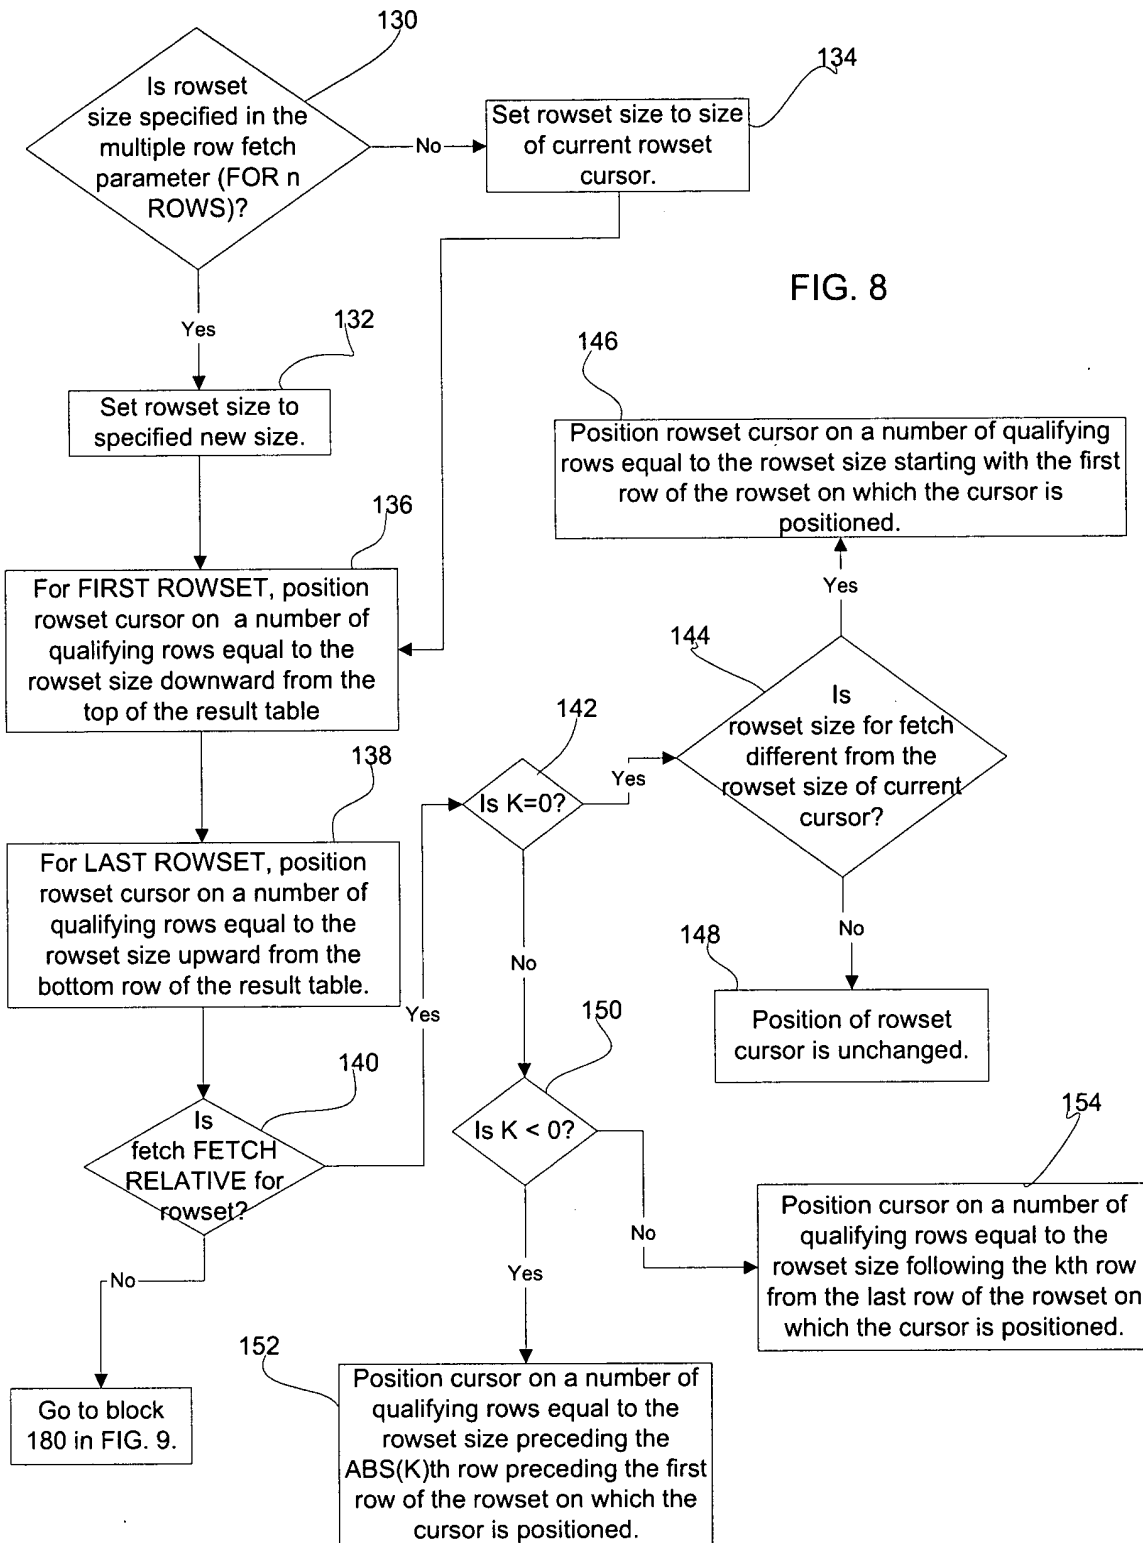 130
Is rowset
size specified in the
multiple row fetch
parameter (FOR n
ROWS)?
No
134
Set rowset size to size
of current rowset
cursor.
FIG. 8
Yes
132
Set rowset size to
specified new size.
136
For FIRST ROWSET, position
rowset cursor on a number of
qualifying rows equal to the
rowset size downward from the
top of the result table
138
For LAST ROWSET, position
rowset cursor on a number of
qualifying rows equal to the
rowset size upward from the
bottom row of the result table.
140
Is
fetch FETCH
RELATIVE for
rowset?
Yes
No
Go to block
180 in FIG. 9.
142
Is K=0?
Yes
No
144
Is
rowset size for fetch
different from the
rowset size of current
cursor?
Yes
146
Position rowset cursor on a number of qualifying
rows equal to the rowset size starting with the first
row of the rowset on which the cursor is
positioned.
No
148
Position of rowset
cursor is unchanged.
150
Is K < 0?
Yes
No
152
Position cursor on a number of
qualifying rows equal to the
rowset size preceding the
ABS(K)th row preceding the first
row of the rowset on which the
cursor is positioned.
154
Position cursor on a number of
qualifying rows equal to the
rowset size following the kth row
from the last row of the rowset on
which the cursor is positioned.